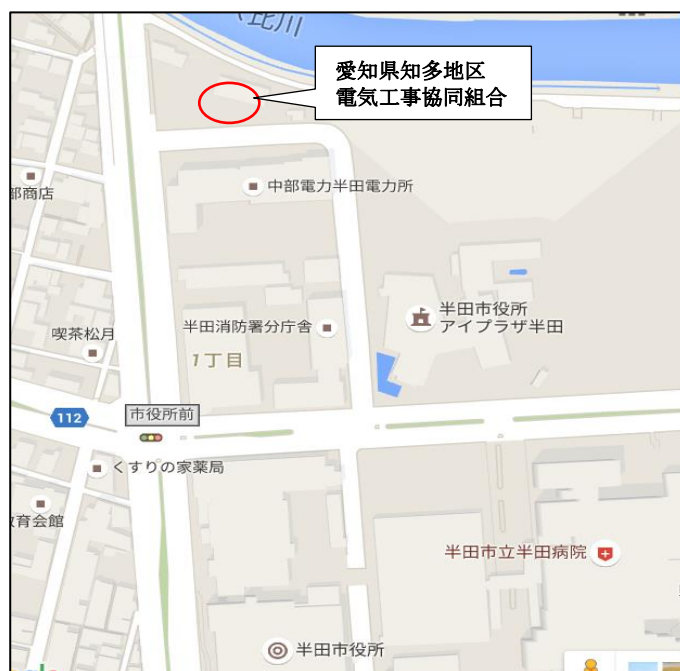 比川
愛知県知多地区
電気工事協同組合
中部電力半田電力所
部商店
半田市役所
アイプラザ半田
半田消防署分庁舎
喫茶松月
1丁目
市役所前
112
くすりの家薬局
教育会館
半田市立半田病院
半田市役所